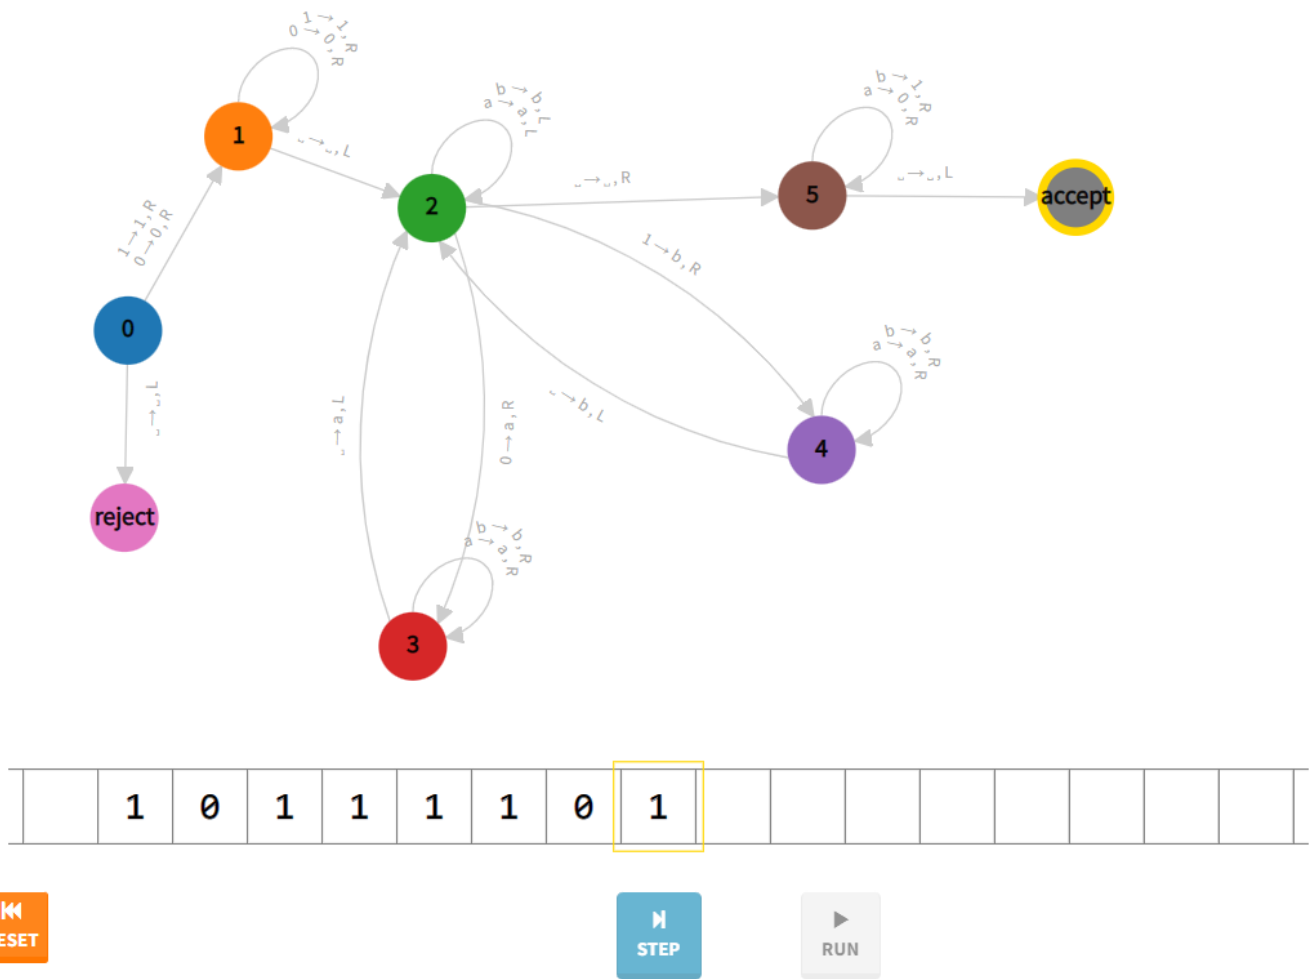 1→1,R
0→0,R
b→b,L
a→a,L
b→1,R
a→0,R
1
␣→␣,L
2
␣→␣,R
5
␣→␣,L
accept
1→1,R
0→0,R
1→b,R
0
b→b,R
a→a,R
␣→␣,L
␣→a,L
0→a,R
␣→b,L
4
reject
b→b,R
a→a,R
3
1 0 1 1 1 1 0 1
ESET
STEP
RUN